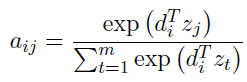 $a_{ij} = \frac{\exp\left(d_i^T z_j\right)}{\sum_{t=1}^{m} \exp\left(d_i^T z_t\right)}$